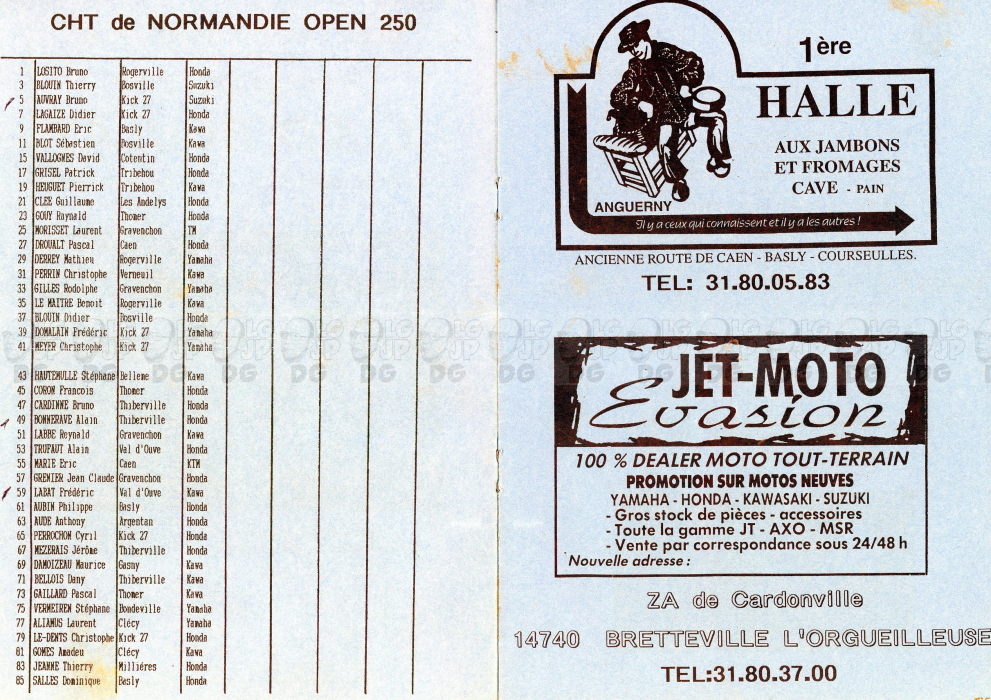 CHT de NORMANDIE OPEN 250
1 LOSITO Bruno Rogerville Honda
3 BLOUIN Thierry Bosville Suzuki
5 AUVRAY Bruno Kick 27 Suzuki
7 LAGAIZE Didier Kick 27 Honda
9 FLAMBARD Eric Basly Kawa
11 BLOT Sébastien Bosville Kawa
15 VALLOGNES David Cotentin Honda
17 GRISEL Patrick Tribehou Honda
19 HEUGUET Pierrick Tribehou Kawa
21 CLEE Guillaume Les Andelys Honda
23 GOUY Raynald Thomer Honda
25 MORISSET Laurent Gravenchon TM
27 DROUALT Pascal Caen Honda
29 DERREY Mathieu Rogerville Yamaha
31 PERRIN Christophe Verneuil Kawa
33 GILLES Rodolphe Gravenchon Yamaha
35 LE MAITRE Benoit Rogerville Kawa
37 BLOUIN Didier Bosville Honda
39 DOMALAIN Frédéric Kick 27 Yamaha
41 MEYER Christophe Kick 27 Yamaha
43 HAUTEMULLE Stéphane Belleme Kawa
45 CORON Francois Thomer Honda
47 CARDINNE Bruno Thiberville Honda
49 BONNERAVE Alain Thiberville Honda
51 LABBE Reynald Gravenchon Kawa
53 TRUFAUT Alain Val d'Ouve Honda
55 MARIE Eric Caen KTM
57 GRENIER Jean Claude Gravenchon Honda
59 LABAT Frédéric Val d'Ouve Kawa
61 AUBIN Philippe Basly Honda
63 AUDE Anthony Argentan Honda
65 PERROCHON Cyril Kick 27 Honda
67 MEZERAIS Jérôme Thiberville Honda
69 DAMOIZEAU Maurice Gasny Kawa
71 BELLOIS Dany Thiberville Kawa
73 GAILLARD Pascal Thomer Kawa
75 VERMEIREN Stéphane Bondeville Yamaha
77 ALIAMUS Laurent Clécy Yamaha
79 LE-DENTS Christophe Kick 27 Honda
81 GOMES Amadeu Clécy Kawa
83 JEANNE Thierry Millières Honda
85 SALLES Dominique Basly Honda
1ère
HALLE
AUX JAMBONS
ET FROMAGES
CAVE - PAIN
ANGUERNY
Il y a ceux qui connaissent et il y a les autres !
ANCIENNE ROUTE DE CAEN - BASLY - COURSEULLES.
TEL: 31.80.05.83
JET-MOTO
Evasion
100 % DEALER MOTO TOUT-TERRAIN
PROMOTION SUR MOTOS NEUVES
YAMAHA - HONDA - KAWASAKI - SUZUKI
- Gros stock de pièces - accessoires
- Toute la gamme JT - AXO - MSR
- Vente par correspondance sous 24/48 h
Nouvelle adresse :
ZA de Cardonville
14740 BRETTEVILLE L'ORGUEILLEUSE
TEL:31.80.37.00